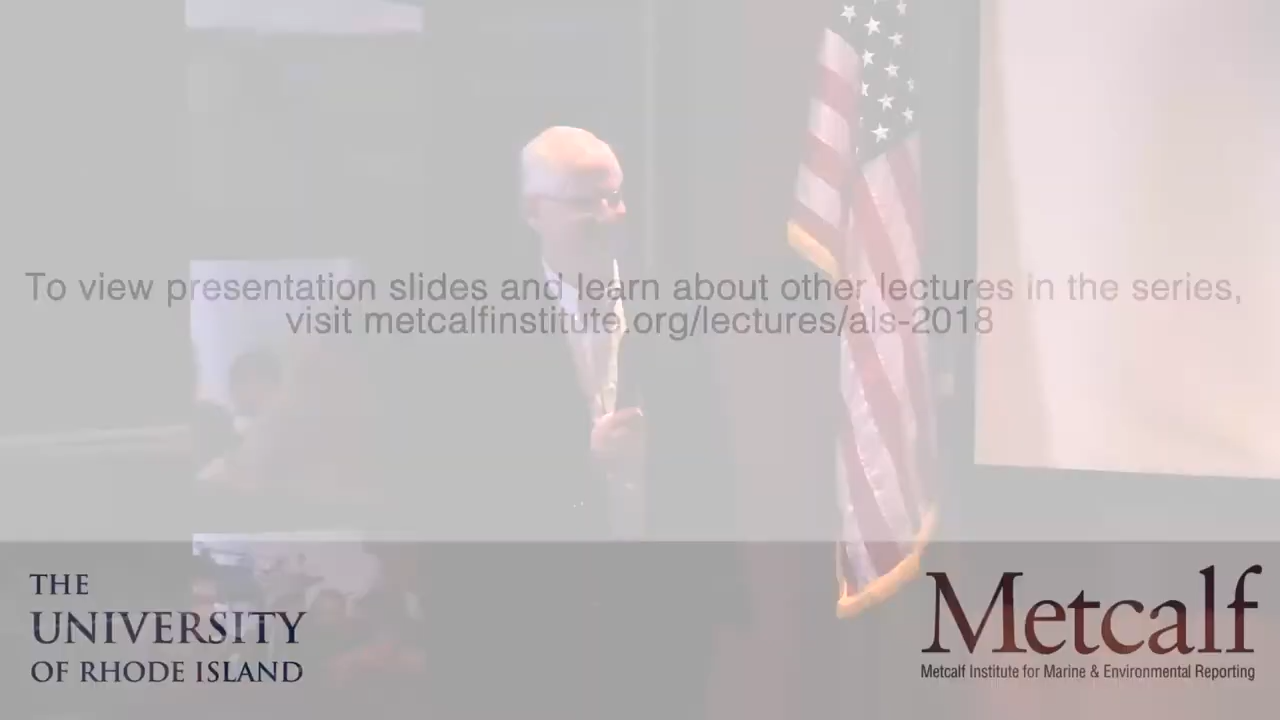 To view presentation slides and learn about other lectures in the series,
visit metcalfinstitute.org/lectures/als-2018
THE
UNIVERSITY
OF RHODE ISLAND
Metcalf
Metcalf Institute for Marine & Environmental Reporting